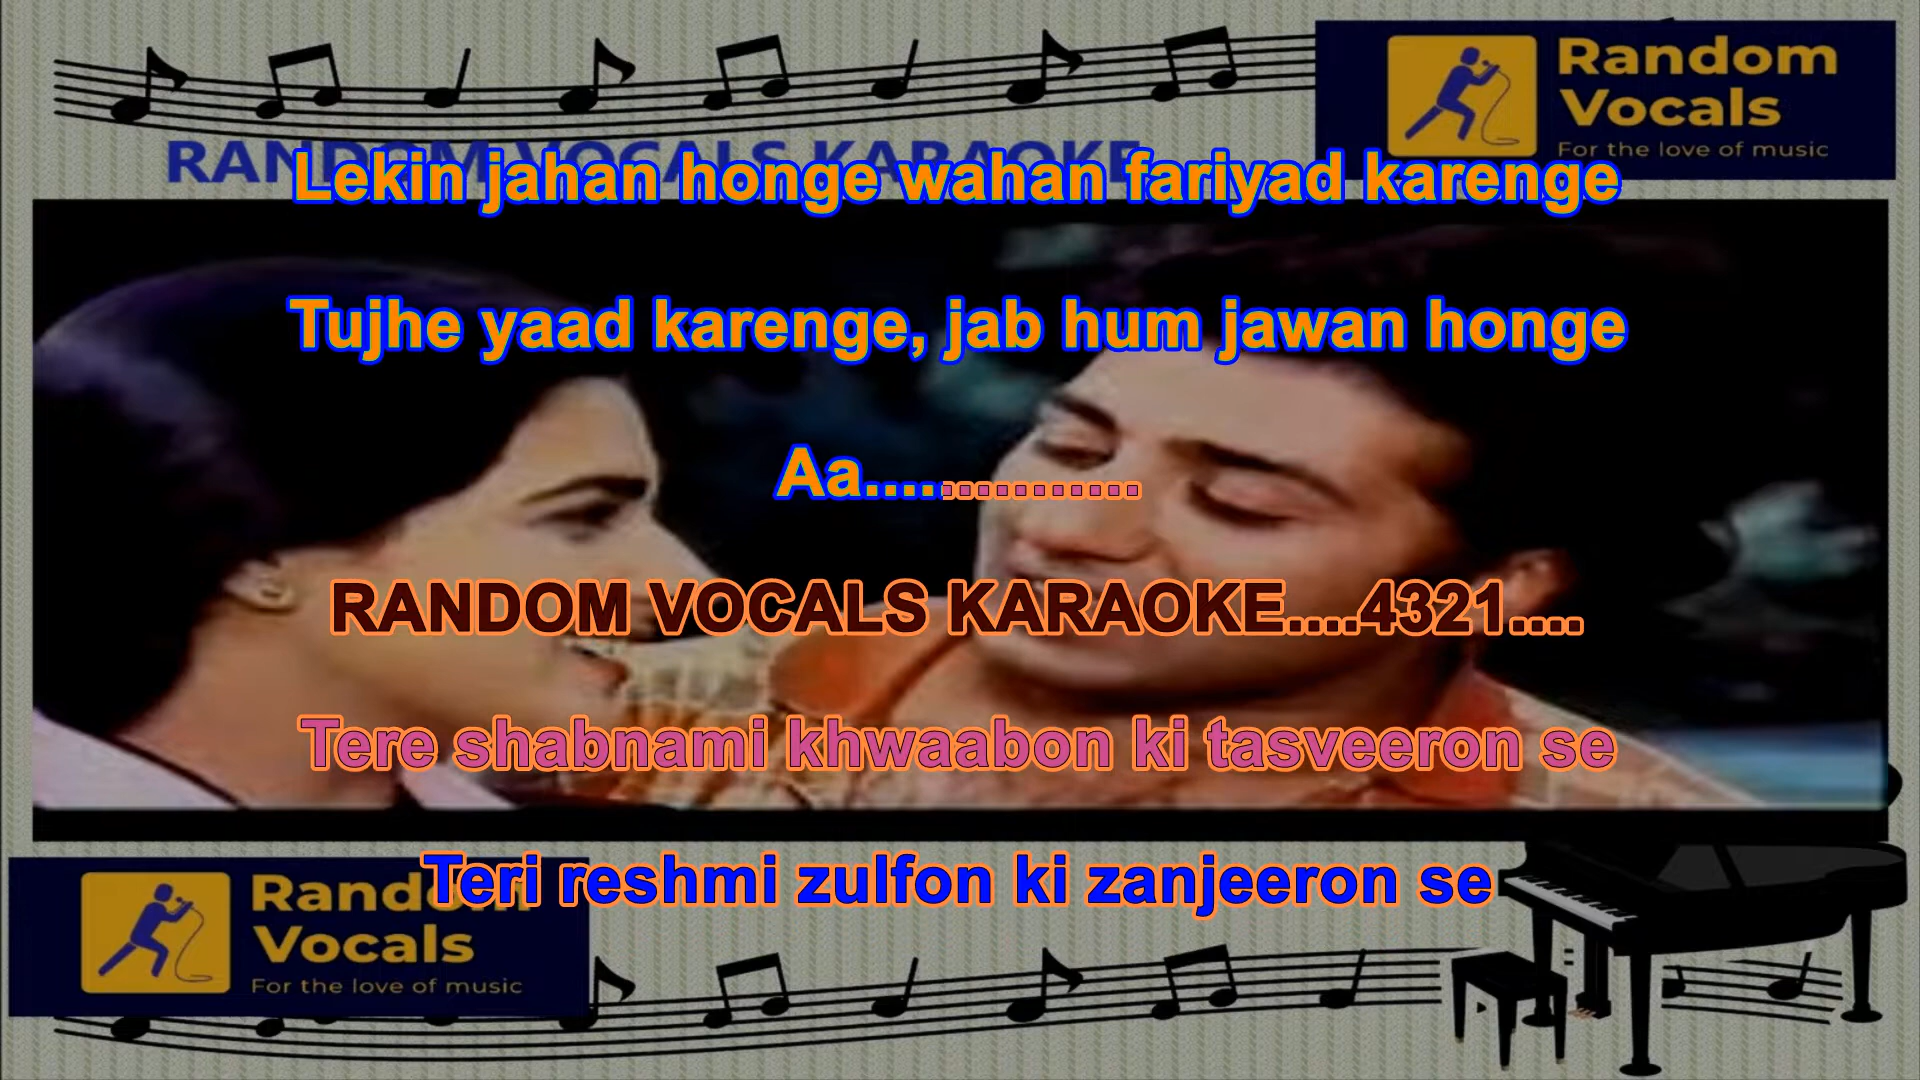 Random
Vocals
For the love of music
RANDOM VOCALS KARAOKE
Lekin jahan honge wahan fariyad karenge
Tujhe yaad karenge, jab hum jawan honge
Aa...............
RANDOM VOCALS KARAOKE....4321....
Tere shabnami khwaabon ki tasveeron se
Teri reshmi zulfon ki zanjeeron se
Random
Vocals
For the love of music